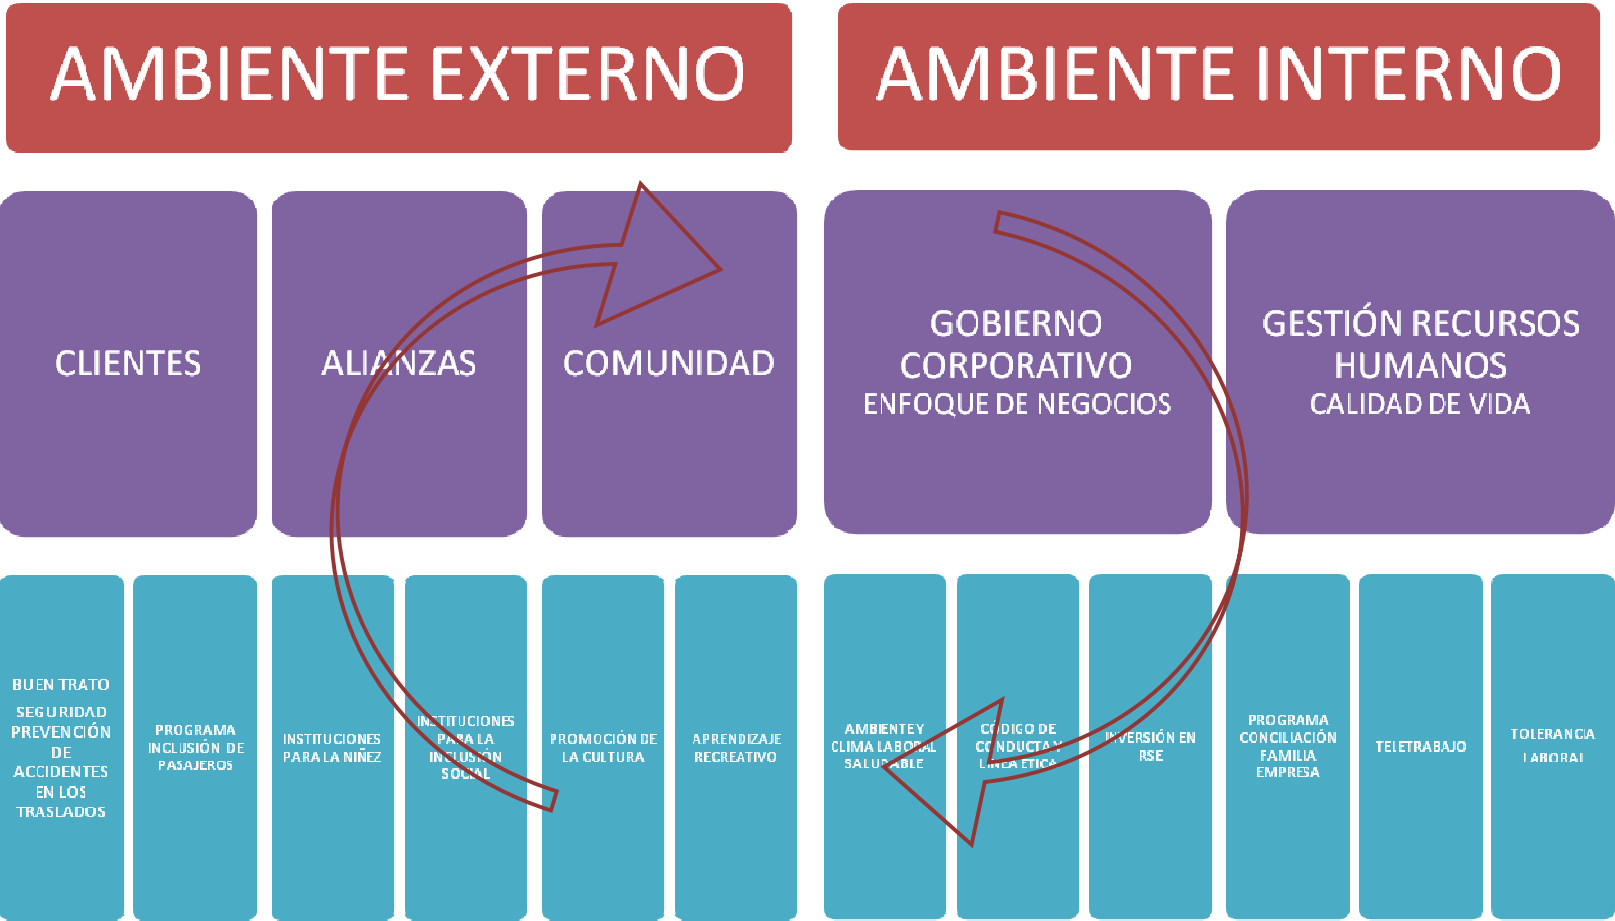 AMBIENTE EXTERNO
AMBIENTE INTERNO
CLIENTES
ALIANZAS
COMUNIDAD
GOBIERNO
CORPORATIVO
ENFOQUE DE NEGOCIOS
GESTIÓN RECURSOS
HUMANOS
CALIDAD DE VIDA
BUEN TRATO
SEGURIDAD
PREVENCIÓN
DE
ACCIDENTES
EN LOS
TRASLADOS
PROGRAMA
INCLUSIÓN DE
PASAJEROS
INSTITUCIONES
PARA LA NIÑEZ
INSTITUCIONES
PARA LA
INCLUSIÓN
SOCIAL
PROMOCIÓN DE
LA CULTURA
APRENDIZAJE
RECREATIVO
AMBIENTE Y
CLIMA LABORAL
SALUDABLE
CÓDIGO DE
CONDUCTA Y
LINEA ETICA
INVERSIÓN EN
RSE
PROGRAMA
CONCILIACIÓN
FAMILIA
EMPRESA
TELETRABAJO
TOLERANCIA
LABORAL